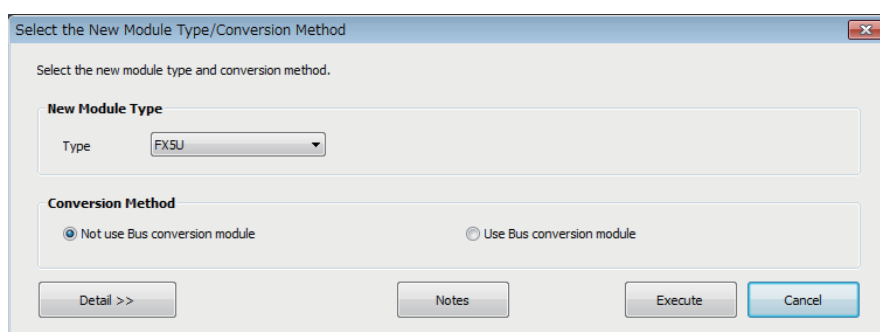 Select the New Module Type/Conversion Method
Select the new module type and conversion method.
New Module Type
Type FX5U
Conversion Method
Not use Bus conversion module Use Bus conversion module
Detail >> Notes Execute Cancel